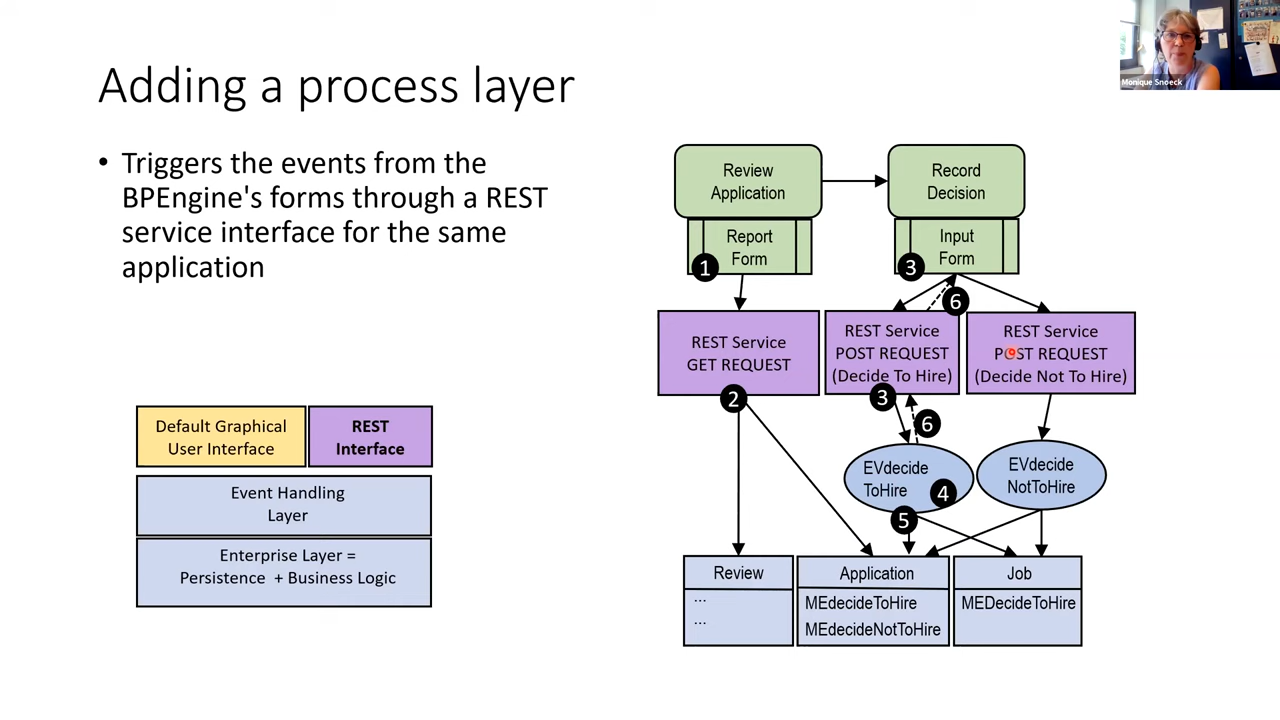 Monique Snoeck
Adding a process layer
• Triggers the events from the
BPEngine's forms through a REST
service interface for the same
application
Default Graphical
User Interface
REST
Interface
Event Handling
Layer
Enterprise Layer =
Persistence + Business Logic
Review
Application
Record
Decision
Report
Form
1
Input
Form
3
6
REST Service
GET REQUEST
2
REST Service
POST REQUEST
(Decide To Hire)
3
6
REST Service
POST REQUEST
(Decide Not To Hire)
EVdecide
ToHire
4
5
EVdecide
NotToHire
Review
...
...
Application
MEdecideToHire
MEdecideNotToHire
Job
MEDecideToHire